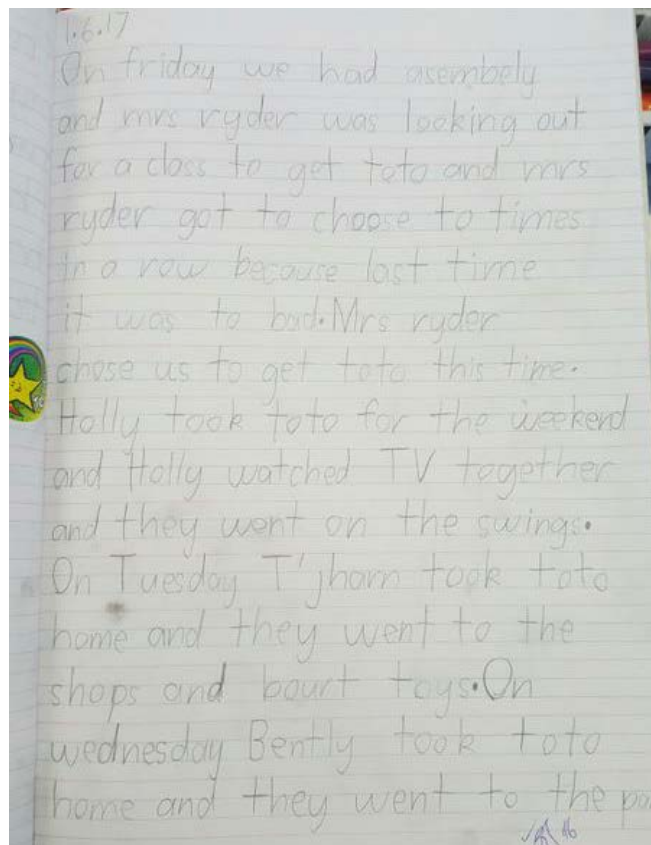 1.6.17
On friday we had asembely
and mrs ryder was looking out
for a class to get toto and mrs
ryder got to choose to times
in a row because last time
it was to bad. Mrs ryder
chose us to get toto this time.
Holly took toto for the weekend
and Holly watched TV together
and they went on the swings.
On Tuesday T'jharn took toto
home and they went to the
shops and bourt toys. On
wednesday Bently took toto
home and they went to the